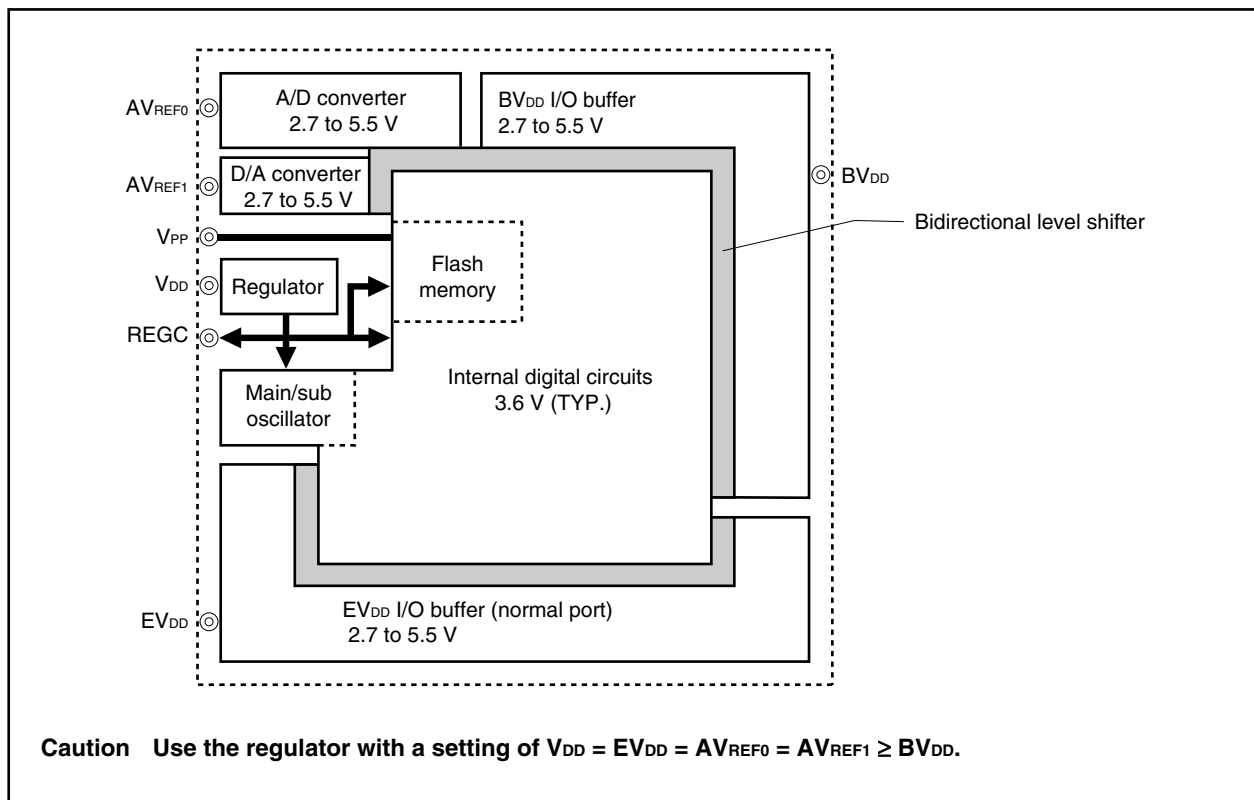 A/D converter
2.7 to 5.5 V
BVDD I/O buffer
2.7 to 5.5 V
AVREF0
D/A converter
2.7 to 5.5 V
AVREF1
BVDD
Bidirectional level shifter
VPP
Flash
memory
VDD
Regulator
REGC
Internal digital circuits
3.6 V (TYP.)
Main/sub
oscillator
EVDD
EVDD I/O buffer (normal port)
2.7 to 5.5 V
Caution Use the regulator with a setting of VDD = EVDD = AVREF0 = AVREF1 ≥ BVDD.